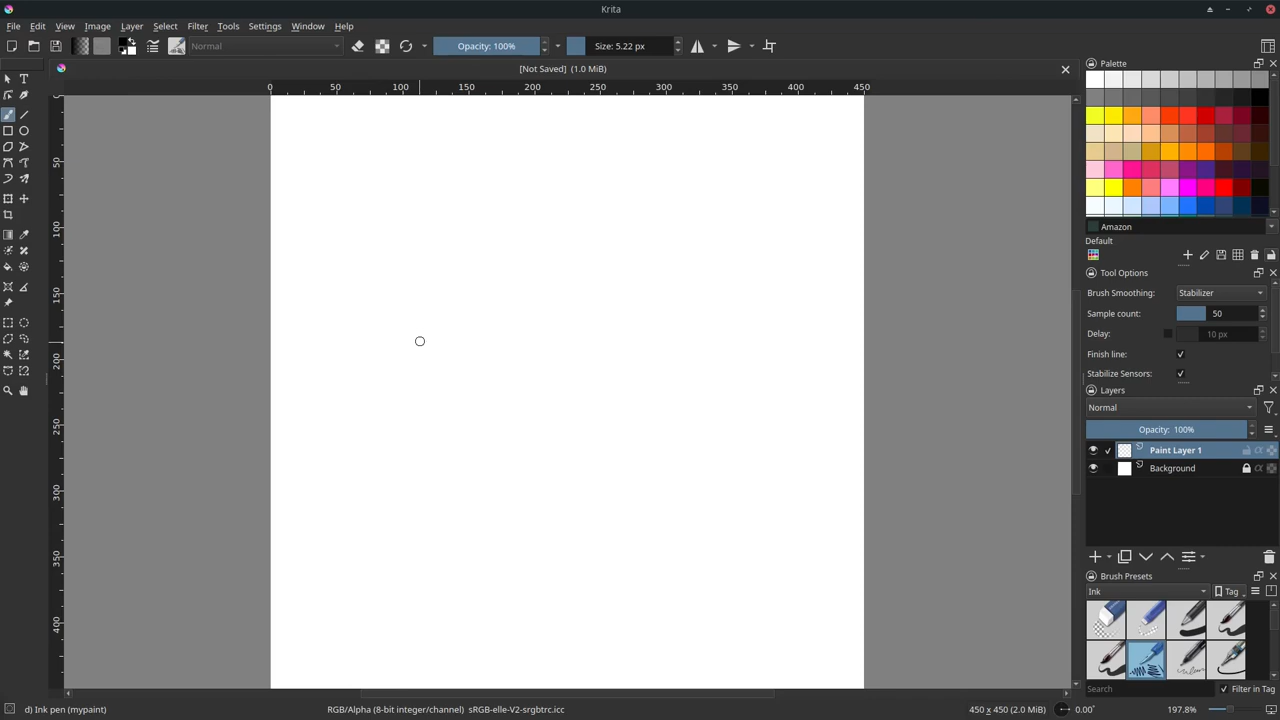 Krita
File Edit View Image Layer Select Filter Tools Settings Window Help
Normal Opacity: 100% Size: 5.22 px
[Not Saved] (1.0 MiB)
0 50 100 150 200 250 300 350 400 450
0
50
100
150
200
250
300
350
400
Palette
Amazon
Default
Tool Options
Brush Smoothing: Stabilizer
Sample count: 50
Delay: 10 px
Finish line:
Stabilize Sensors:
Layers
Normal
Opacity: 100%
Paint Layer 1
Background
Brush Presets
Ink Tag
Search Filter in Tag
d) Ink pen (mypaint) RGB/Alpha (8-bit integer/channel) sRGB-elle-V2-srgbtrc.icc 450 x 450 (2.0 MiB) 0.00° 197.8%